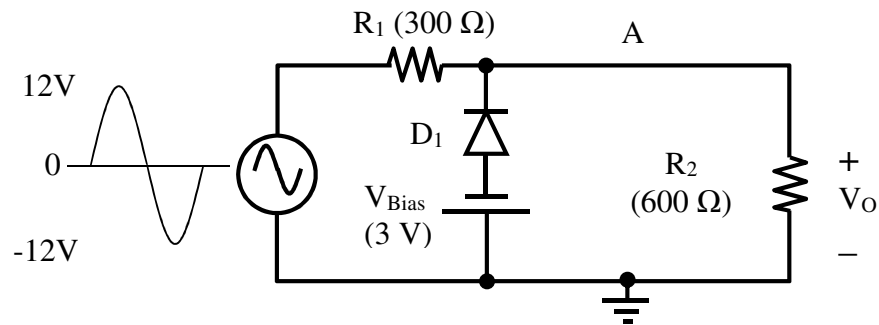 R₁ (300 Ω)
A
12V
0
-12V
D₁
V_Bias
(3 V)
R₂
(600 Ω)
+
V_O
–